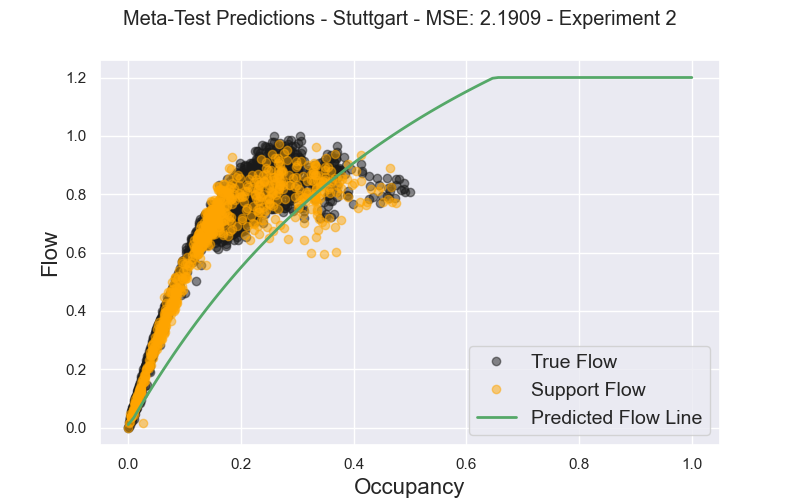 Meta-Test Predictions - Stuttgart - MSE: 2.1909 - Experiment 2
1.2
1.0
0.8
0.6
0.4
0.2
0.0
Flow
True Flow
Support Flow
Predicted Flow Line
0.0 0.2 0.4 0.6 0.8 1.0
Occupancy